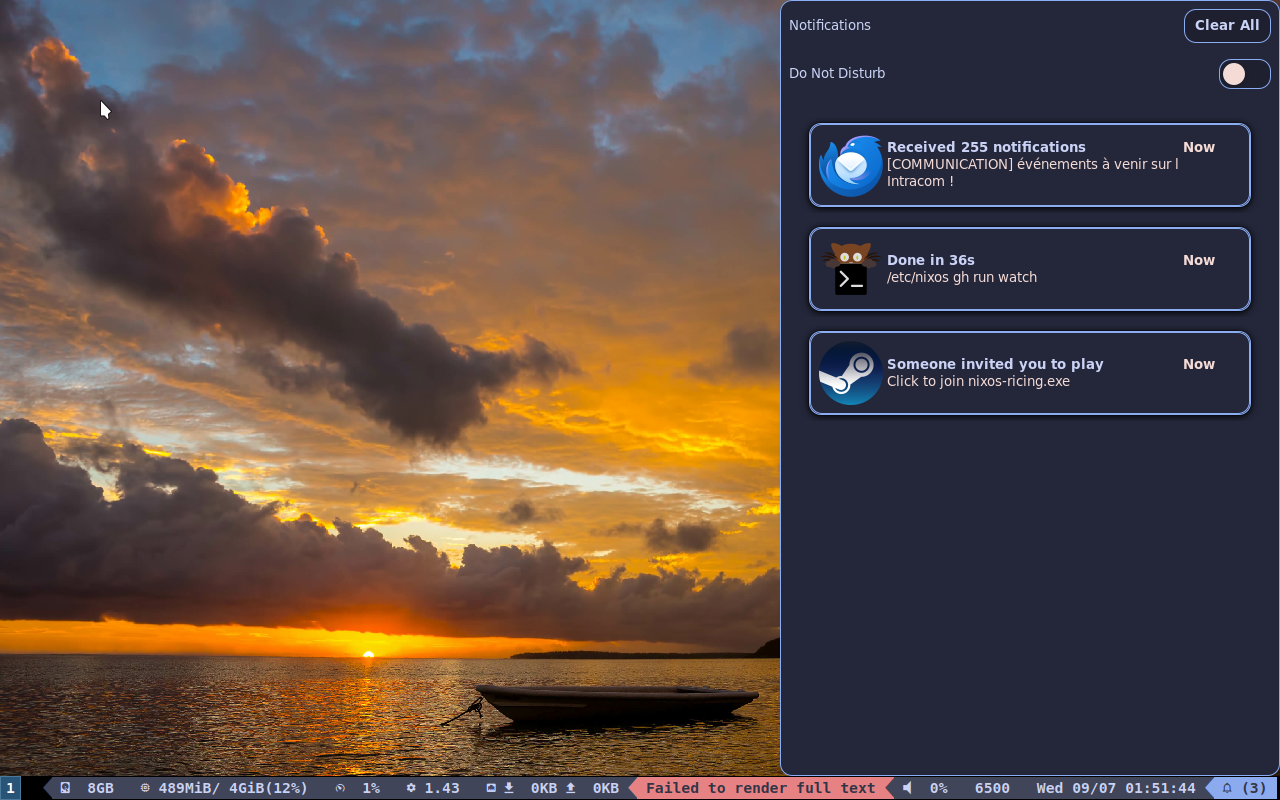 Notifications
Clear All
Do Not Disturb
Received 255 notifications
Now
[COMMUNICATION] événements à venir sur l
Intracom !
Done in 36s
Now
/etc/nixos gh run watch
Someone invited you to play
Now
Click to join nixos-ricing.exe
1 8GB 489MiB/ 4GiB(12%) 1% 1.43 0KB 0KB Failed to render full text 0% 6500 Wed 09/07 01:51:44 (3)